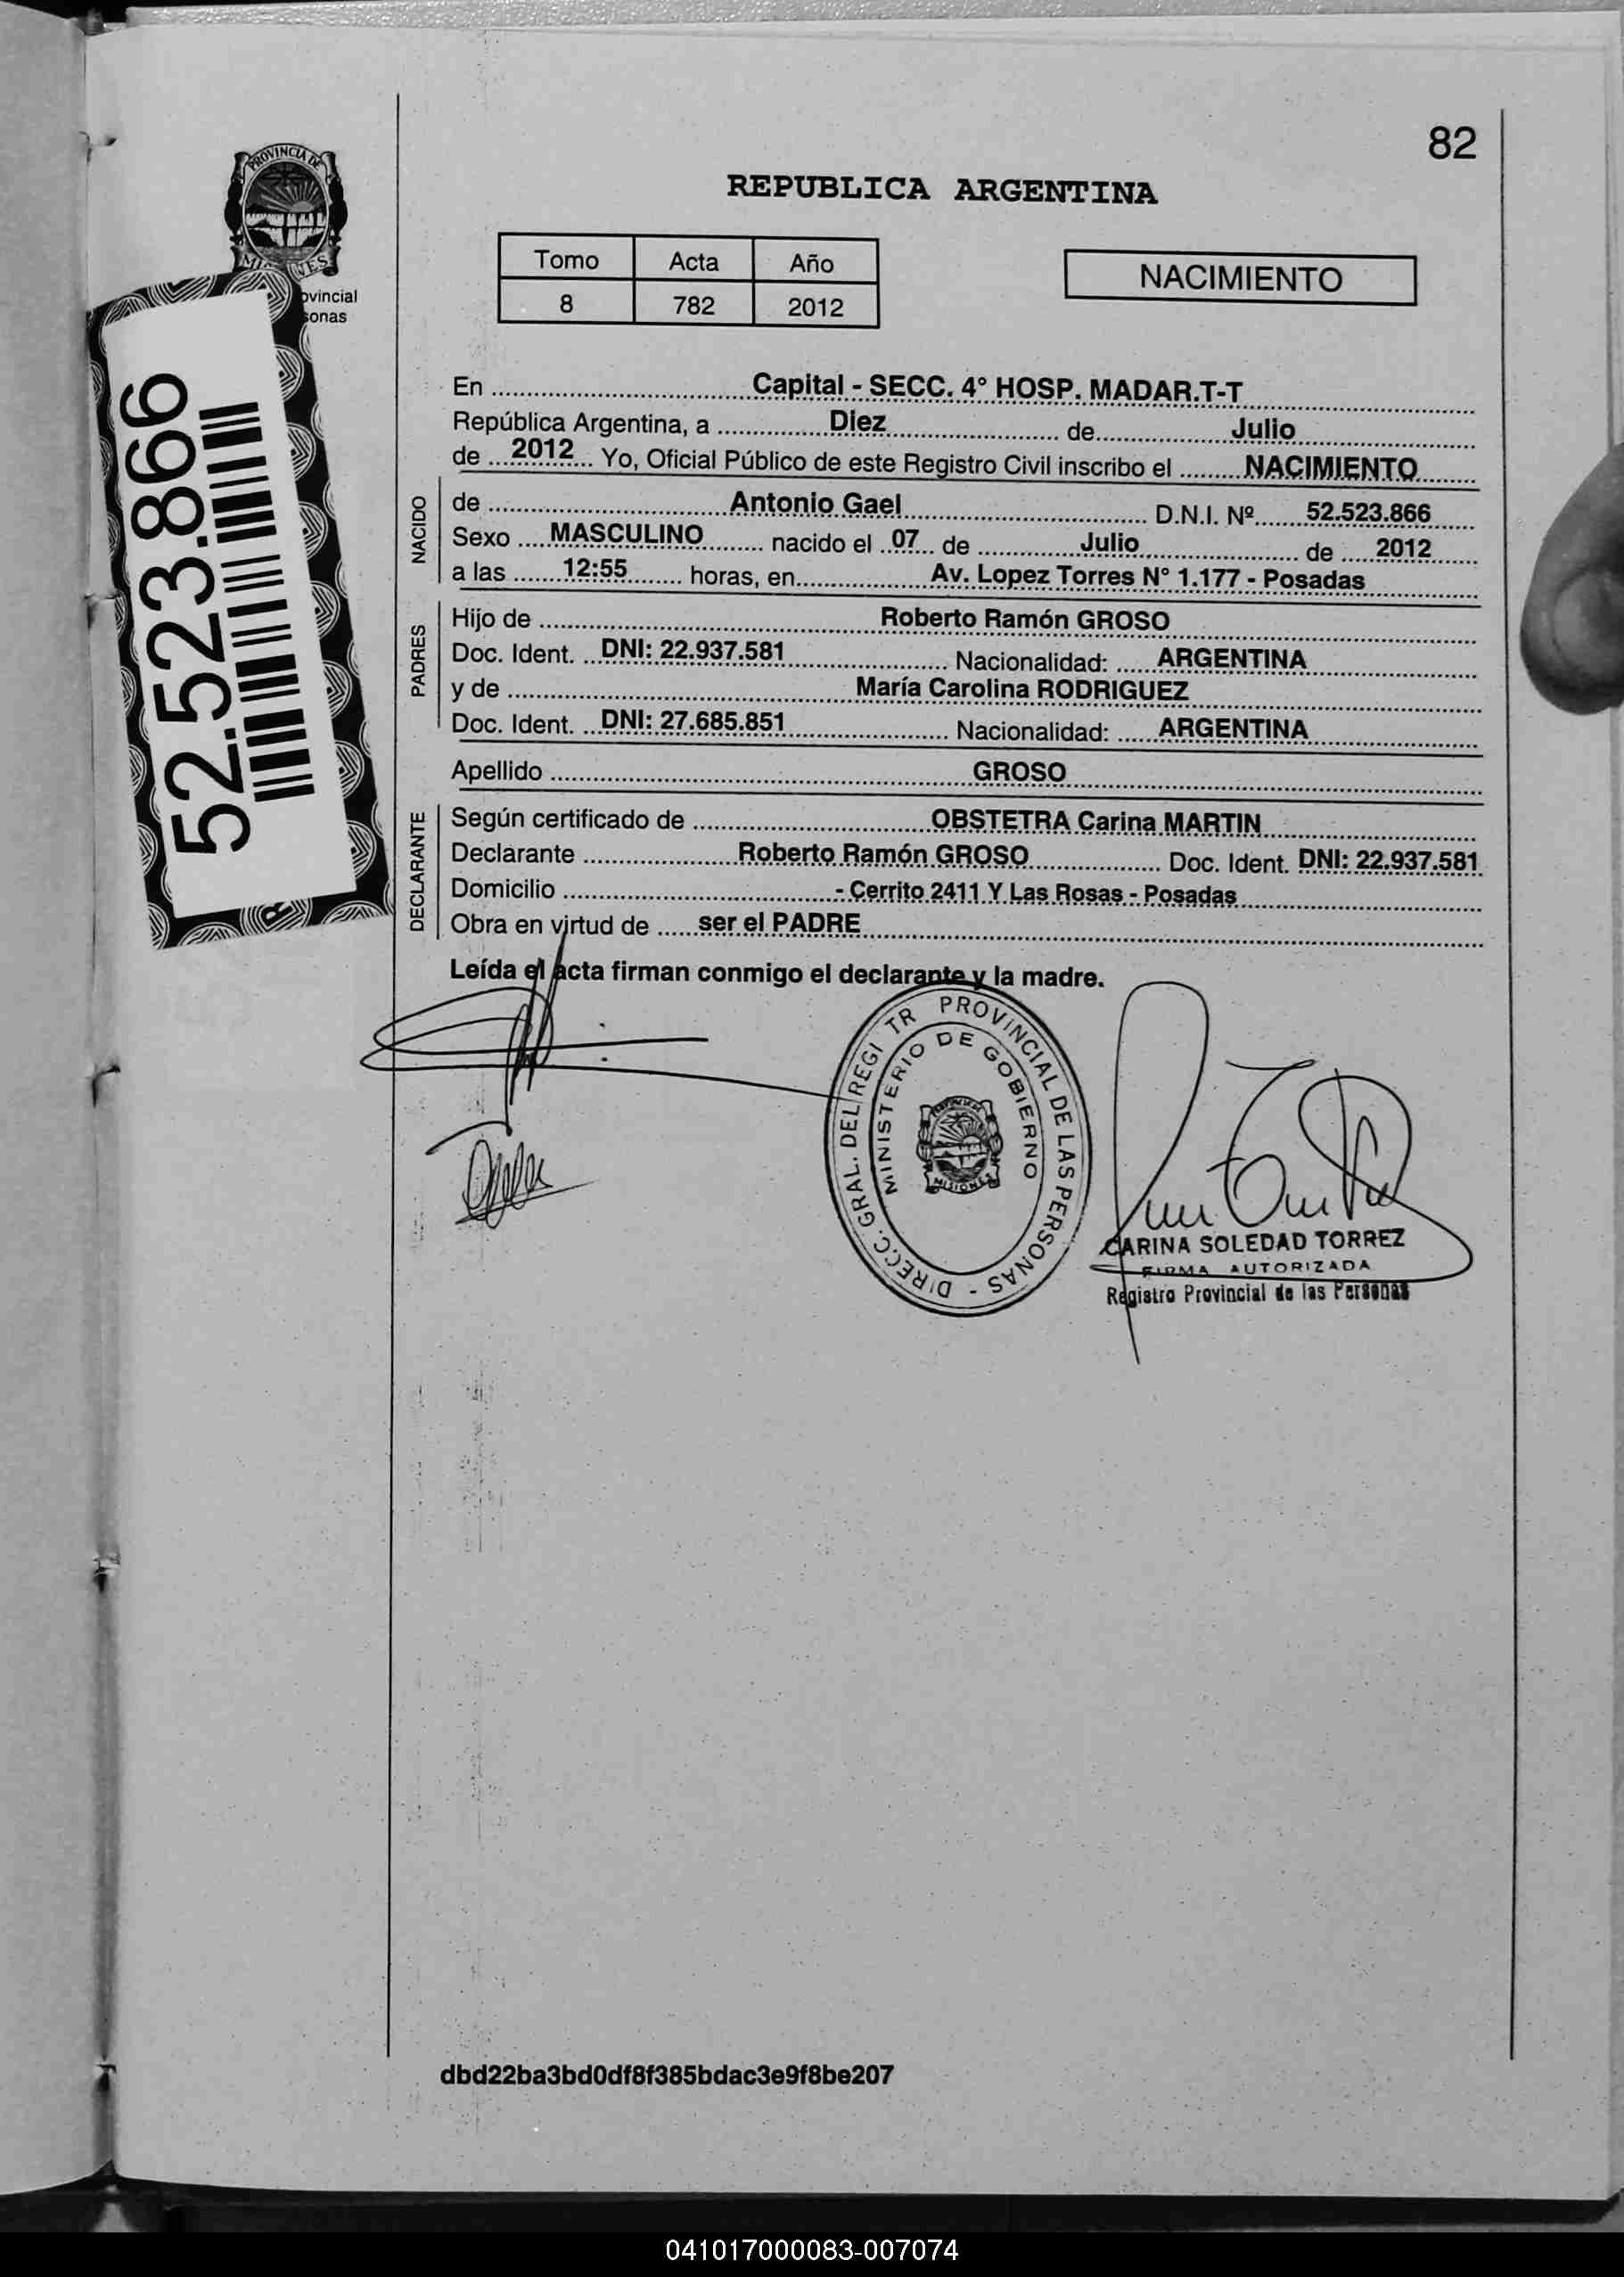 82
PROVINCIA DE
MISIONES
ovincial
sonas
REPUBLICA ARGENTINA
Tomo Acta Año
8 782 2012
NACIMIENTO
52.523.866
En Capital - SECC. 4° HOSP. MADAR.T-T
República Argentina, a Diez de Julio
de 2012 Yo, Oficial Público de este Registro Civil inscribo el NACIMIENTO
NACIDO
de Antonio Gael D.N.I. Nº 52.523.866
Sexo MASCULINO nacido el 07 de Julio de 2012
a las 12:55 horas, en Av. Lopez Torres N° 1.177 - Posadas
PADRES
Hijo de Roberto Ramón GROSO
Doc. Ident. DNI: 22.937.581 Nacionalidad: ARGENTINA
y de María Carolina RODRIGUEZ
Doc. Ident. DNI: 27.685.851 Nacionalidad: ARGENTINA
Apellido GROSO
DECLARANTE
Según certificado de OBSTETRA Carina MARTIN
Declarante Roberto Ramón GROSO Doc. Ident. DNI: 22.937.581
Domicilio - Cerrito 2411 Y Las Rosas - Posadas
Obra en virtud de ser el PADRE
Leída el acta firman conmigo el declarante y la madre.
DIRECC. GRAL. DEL REGI TR PROVINCIAL DE LAS PERSONAS -
MINISTERIO DE GOBIERNO
MISIONES
CARINA SOLEDAD TORREZ
FIRMA AUTORIZADA
Registro Provincial de las Personas
dbd22ba3bd0df8f385bdac3e9f8be207
041017000083-007074